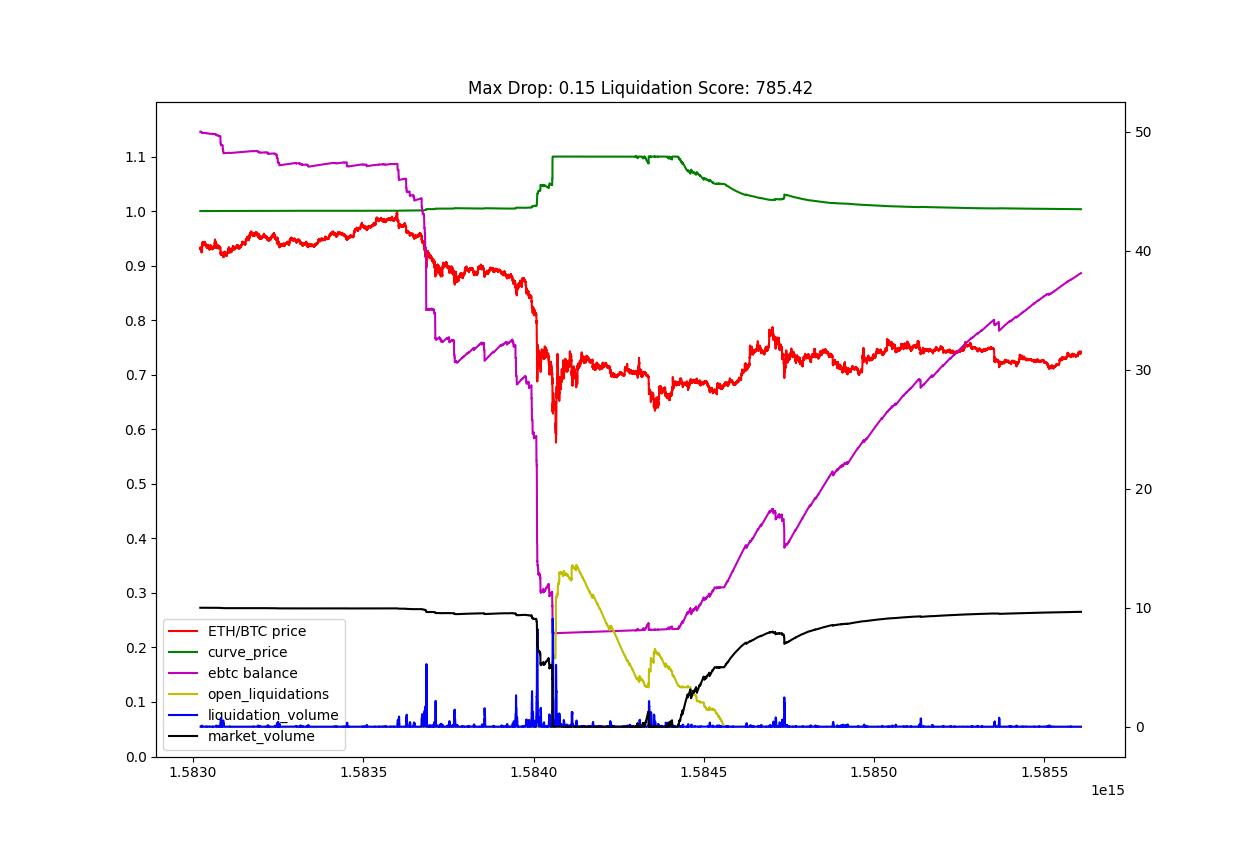 Max Drop: 0.15 Liquidation Score: 785.42
1.1
1.0
0.9
0.8
0.7
0.6
0.5
0.4
0.3
0.2
0.1
0.0
50
40
30
20
10
0
ETH/BTC price
curve_price
ebtc balance
open_liquidations
liquidation_volume
market_volume
1.5830 1.5835 1.5840 1.5845 1.5850 1.5855
1e15